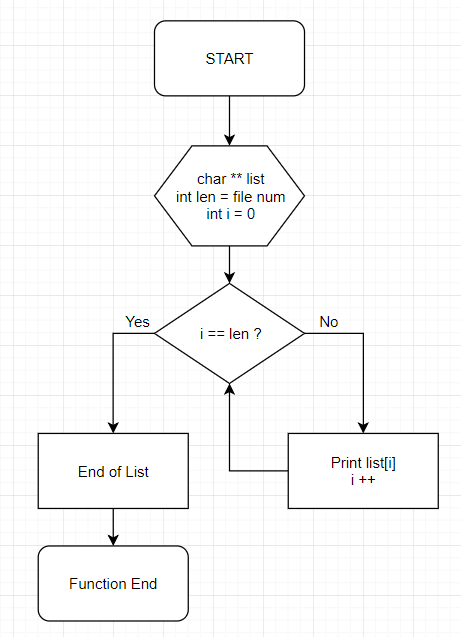 START
char ** list
int len = file num
int i = 0
i == len ?
Yes
No
End of List
Print list[i]
i ++
Function End